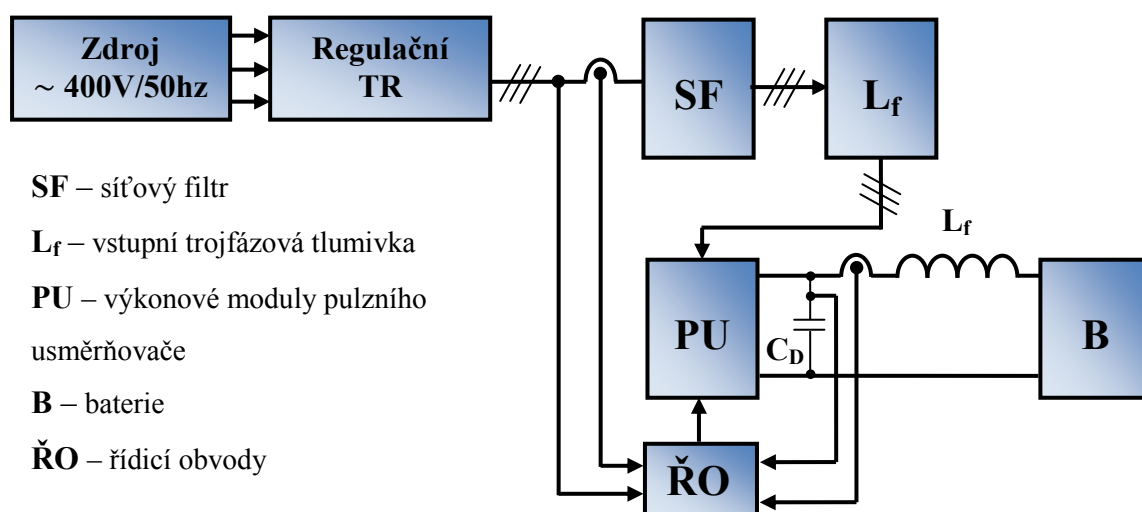 Zdroj
~ 400V/50hz
Regulační
TR
SF
Lf
SF – síťový filtr
Lf – vstupní trojfázová tlumivka
PU – výkonové moduly pulzního
usměrňovače
B – baterie
ŘO – řídicí obvody
Lf
PU
CD
B
ŘO